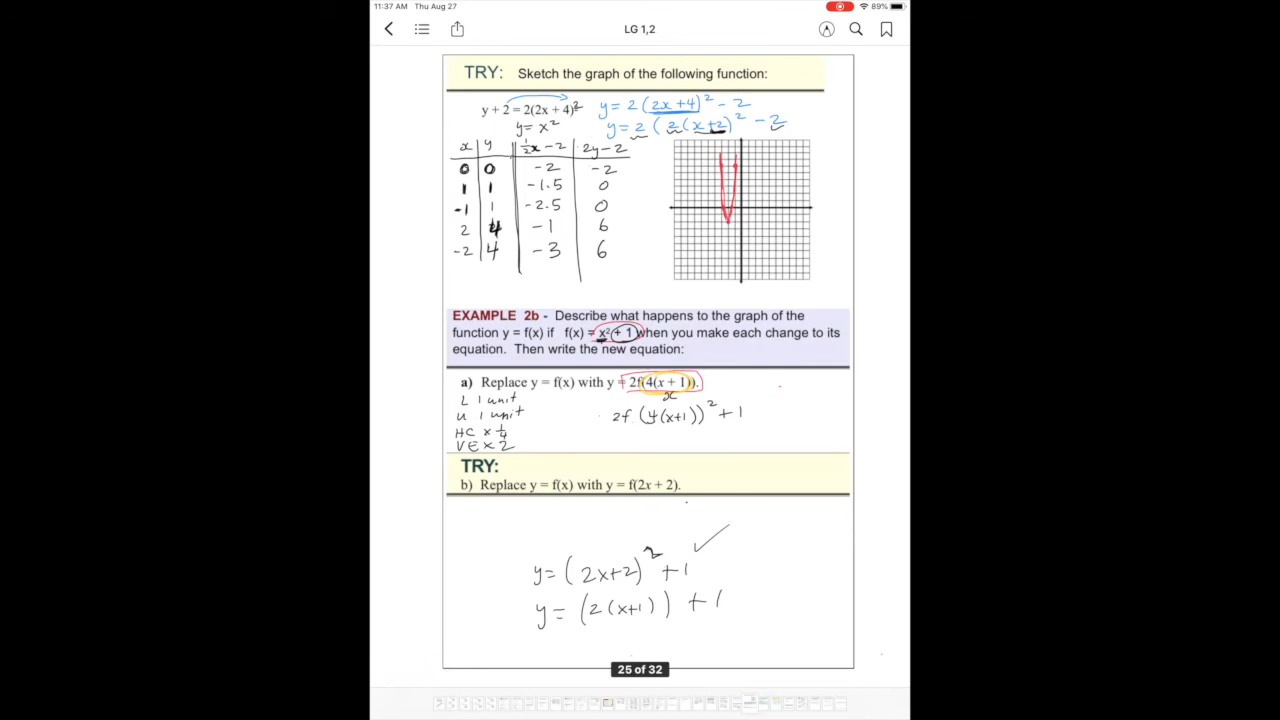 11:37 AM Thu Aug 27 89%
LG 1,2
TRY: Sketch the graph of the following function:
y + 2 = 2(2x + 4)²
y = 2(2x+4)² - 2
y = x²
y = 2(2(x+2))² - 2
x y ½x - 2 2y - 2
0 0 -2 -2
1 1 -1.5 0
-1 1 -2.5 0
2 4 -1 6
-2 4 -3 6
EXAMPLE 2b - Describe what happens to the graph of the
function y = f(x) if f(x) = x² + 1 when you make each change to its
equation. Then write the new equation:
a) Replace y = f(x) with y = 2f(4(x + 1)).
x
L 1 unit
U 1 unit
2f (4(x+1))² + 1
HC x ¼
VE x 2
TRY:
b) Replace y = f(x) with y = f(2x + 2).
y = (2x+2)² + 1
y = (2(x+1)) + 1
25 of 32